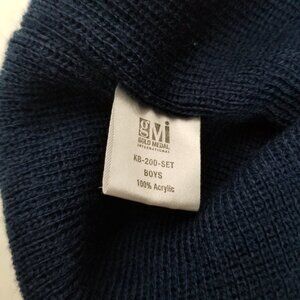 gMi
GOLD MEDAL
INTERNATIONAL
KB-200-SET
BOYS
100% Acrylic